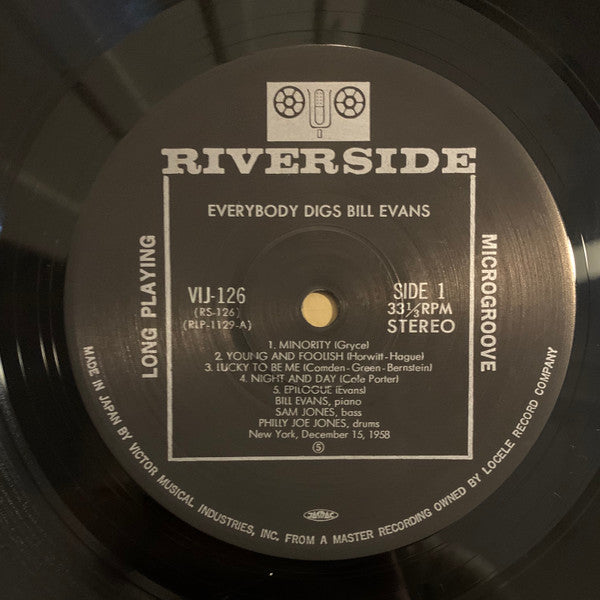 RIVERSIDE
EVERYBODY DIGS BILL EVANS
LONG PLAYING
MICROGROOVE
VIJ-126
(RS-126)
(RLP-1129-A)
SIDE 1
33⅓RPM
STEREO
1. MINORITY (Gryce)
2. YOUNG AND FOOLISH (Horwitt-Hague)
3. LUCKY TO BE ME (Comden-Green-Bernstein)
4. NIGHT AND DAY (Cole Porter)
5. EPILOGUE (Evans)
BILL EVANS, piano
SAM JONES, bass
PHILLY JOE JONES, drums
New York, December 15, 1958
S
MADE IN JAPAN BY VICTOR MUSICAL INDUSTRIES, INC. FROM A MASTER RECORDING OWNED BY LOCELE RECORD COMPANY